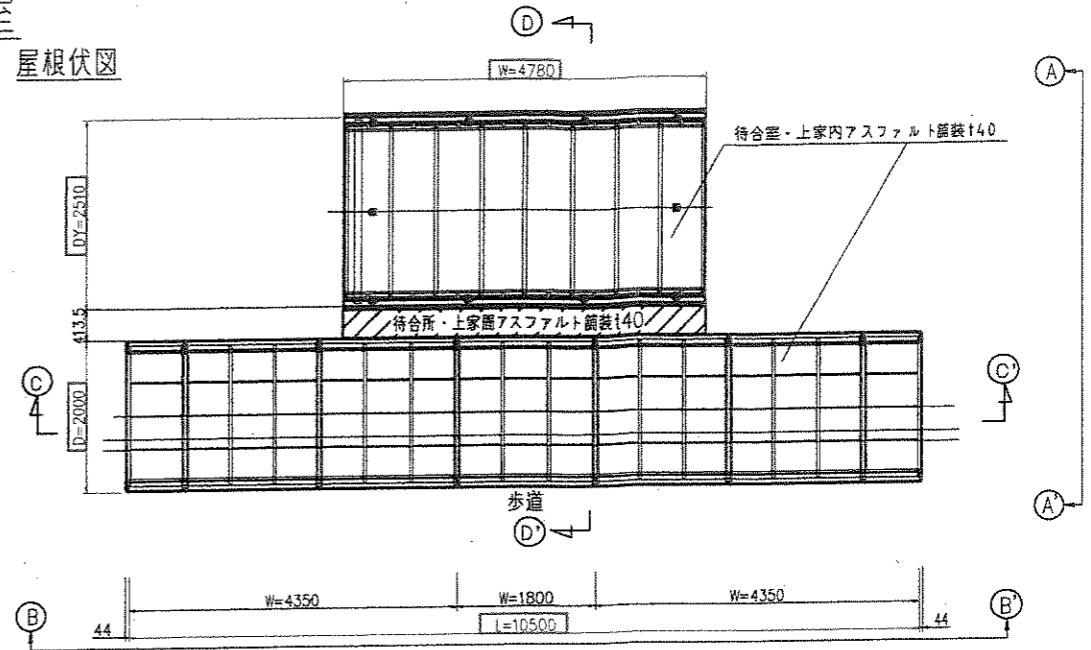 屋根伏図
D
W=4780
A
待合室・上家内アスファルト舗装t40
DY=2510
413.5
待合所・上家間アスファルト舗装t40
C
C'
D=2000
歩道
A'
D'
W=4350
W=1800
W=4350
B
44
L=10500
44
B'